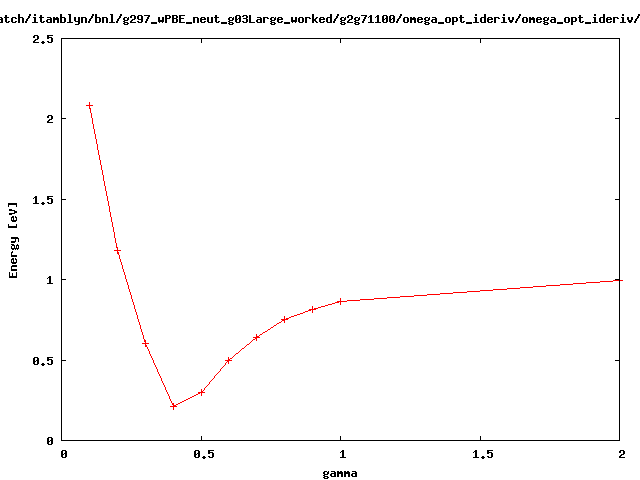 atch/itamblyn/bnl/g297_wPBE_neut_g03Large_worked/g2g71100/omega_opt_ideriv/omega_opt_ideriv/
2.5
2
1.5
1
0.5
0
Energy [eV]
0 0.5 1 1.5 2
gamma